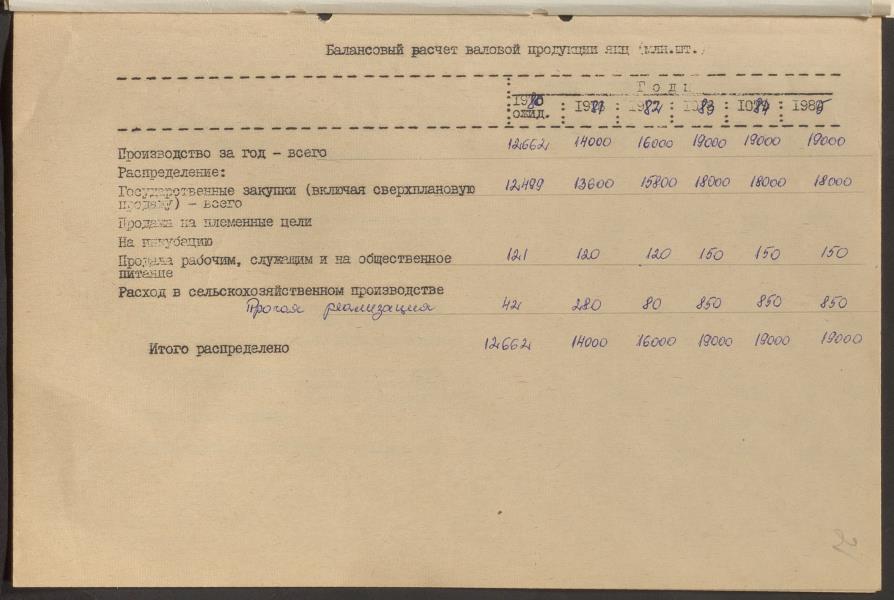 Балансовый расчет валовой продукции яиц (млн.шт.)
Годы
1980 : 1981 : 1982 : 1983 : 1984 : 1985
ожид.
Производство за год - всего 12662 14000 16000 19000 19000 19000
Распределение:
Государственные закупки (включая сверхплановую 12499 13600 15800 18000 18000 18000
продажу) - всего
Продажа на племенные цели
На инкубацию
Продажа рабочим, служащим и на общественное 121 120 120 150 150 150
питание
Расход в сельскохозяйственном производстве
Прочая реализация 42 280 80 850 850 850
Итого распределено 12662 14000 16000 19000 19000 19000